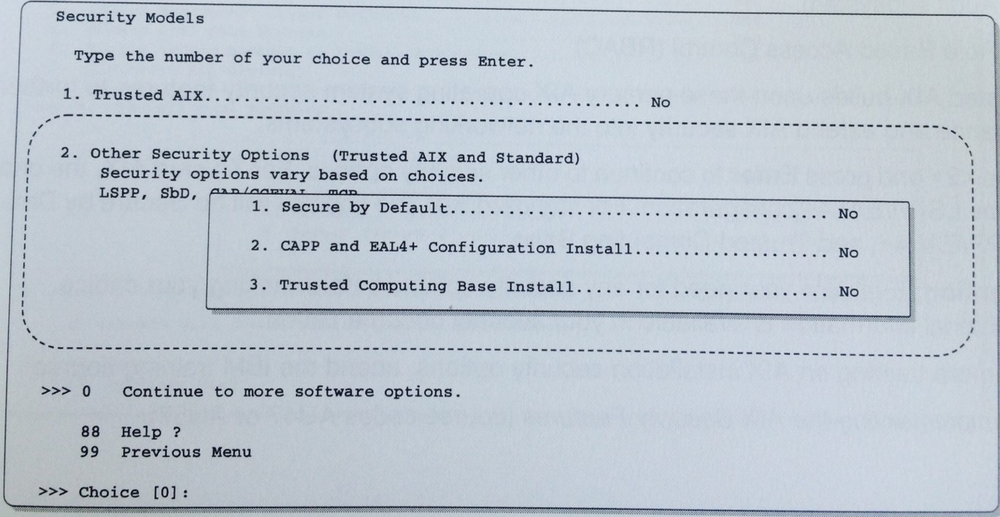 Security Models
Type the number of your choice and press Enter.
1. Trusted AIX............................................. No
2. Other Security Options (Trusted AIX and Standard)
Security options vary based on choices.
LSPP, SbD,
1. Secure by Default....................................... No
2. CAPP and EAL4+ Configuration Install.................... No
3. Trusted Computing Base Install.......................... No
>>> 0 Continue to more software options.
88 Help ?
99 Previous Menu
>>> Choice [0]: